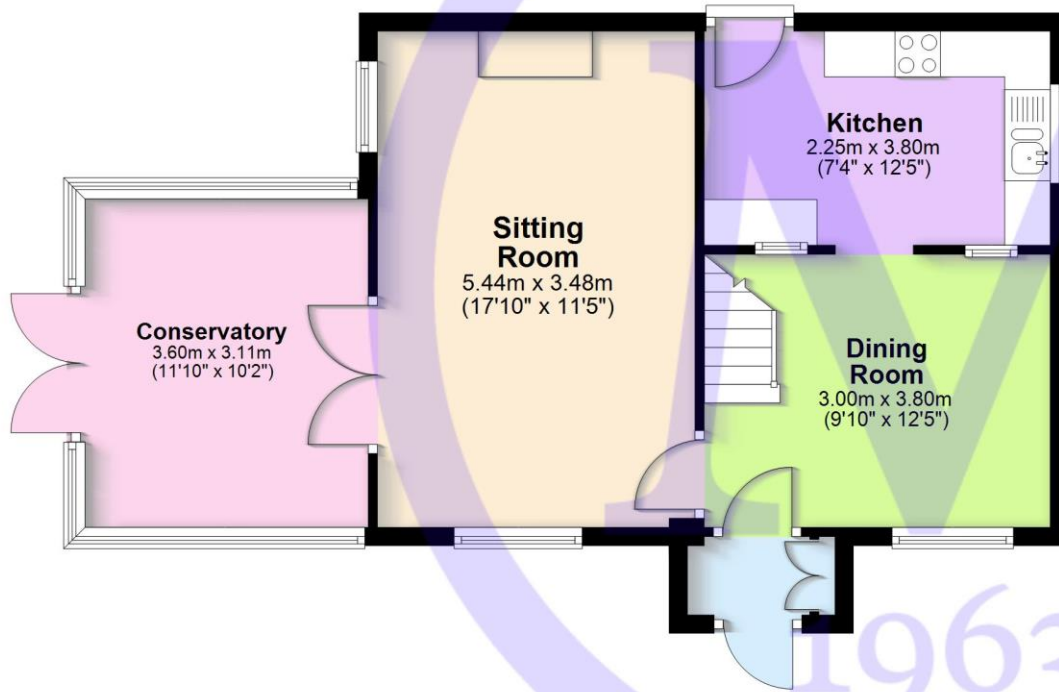 Kitchen
2.25m x 3.80m
(7'4" x 12'5")
Sitting
Room
5.44m x 3.48m
(17'10" x 11'5")
Conservatory
3.60m x 3.11m
(11'10" x 10'2")
Dining
Room
3.00m x 3.80m
(9'10" x 12'5")
M
1963